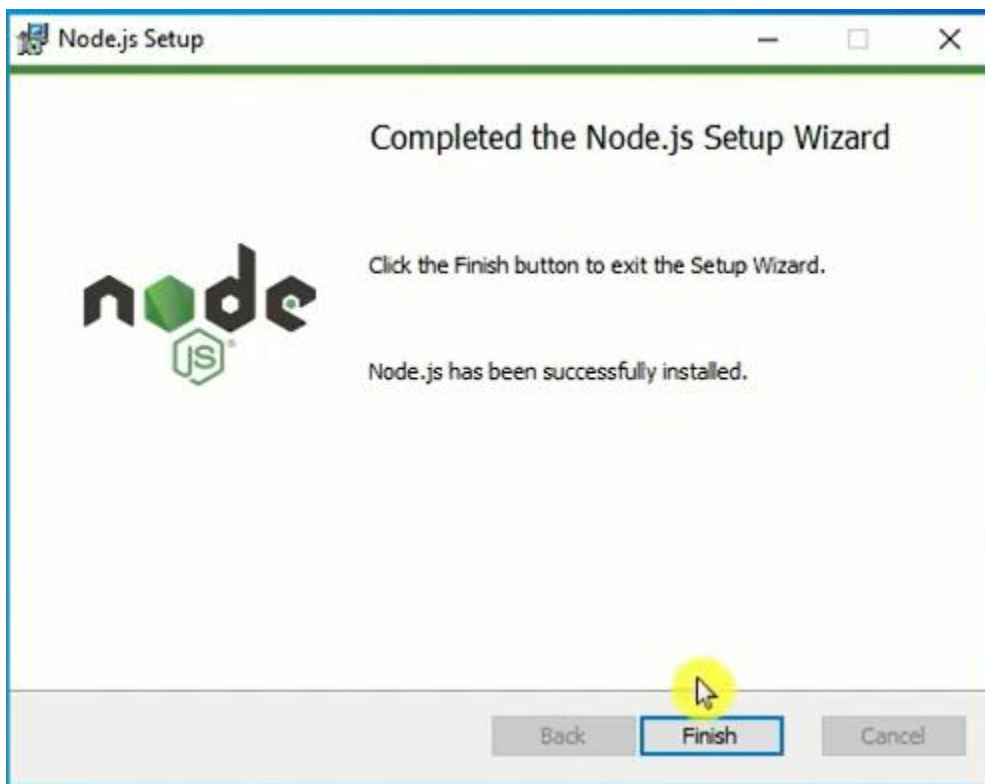 Node.js Setup
Completed the Node.js Setup Wizard
Click the Finish button to exit the Setup Wizard.
node
JS
®
Node.js has been successfully installed.
Back
Finish
Cancel